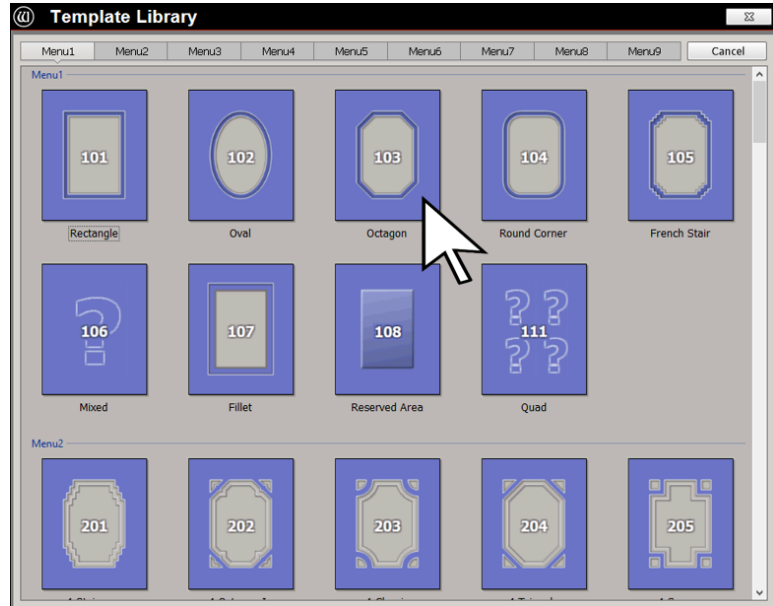 Template Library
Menu1 Menu2 Menu3 Menu4 Menu5 Menu6 Menu7 Menu8 Menu9 Cancel
Menu1
101 102 103 104 105
Rectangle Oval Octagon Round Corner French Stair
106 107 108 111
Mixed Fillet Reserved Area Quad
Menu2
201 202 203 204 205